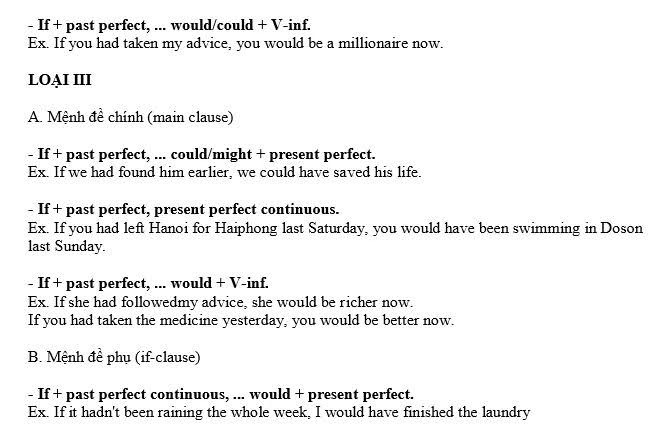 - If + past perfect, ... would/could + V-inf.
Ex. If you had taken my advice, you would be a millionaire now.
LOẠI III
A. Mệnh đề chính (main clause)
- If + past perfect, ... could/might + present perfect.
Ex. If we had found him earlier, we could have saved his life.
- If + past perfect, present perfect continuous.
Ex. If you had left Hanoi for Haiphong last Saturday, you would have been swimming in Doson
last Sunday.
- If + past perfect, ... would + V-inf.
Ex. If she had followedmy advice, she would be richer now.
If you had taken the medicine yesterday, you would be better now.
B. Mệnh đề phụ (if-clause)
- If + past perfect continuous, ... would + present perfect.
Ex. If it hadn't been raining the whole week, I would have finished the laundry